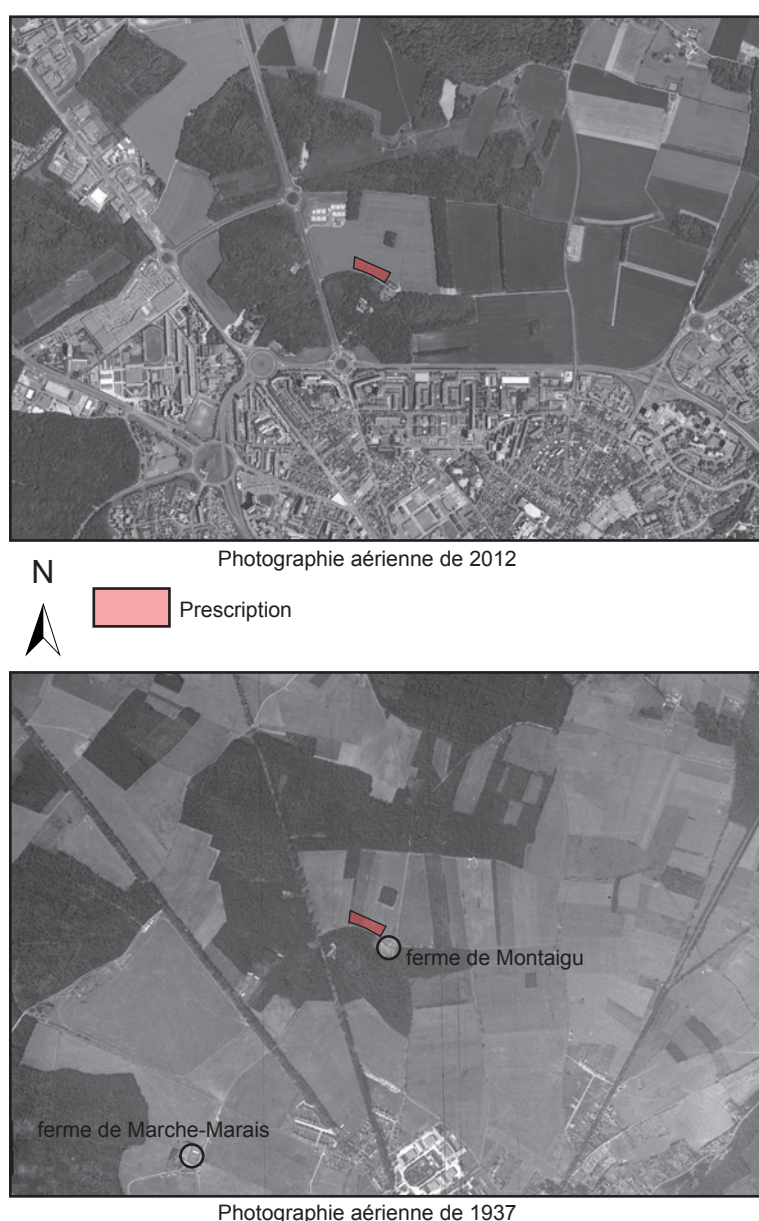 Photographie aérienne de 2012
N
Prescription
ferme de Montaigu
ferme de Marche-Marais
Photographie aérienne de 1937